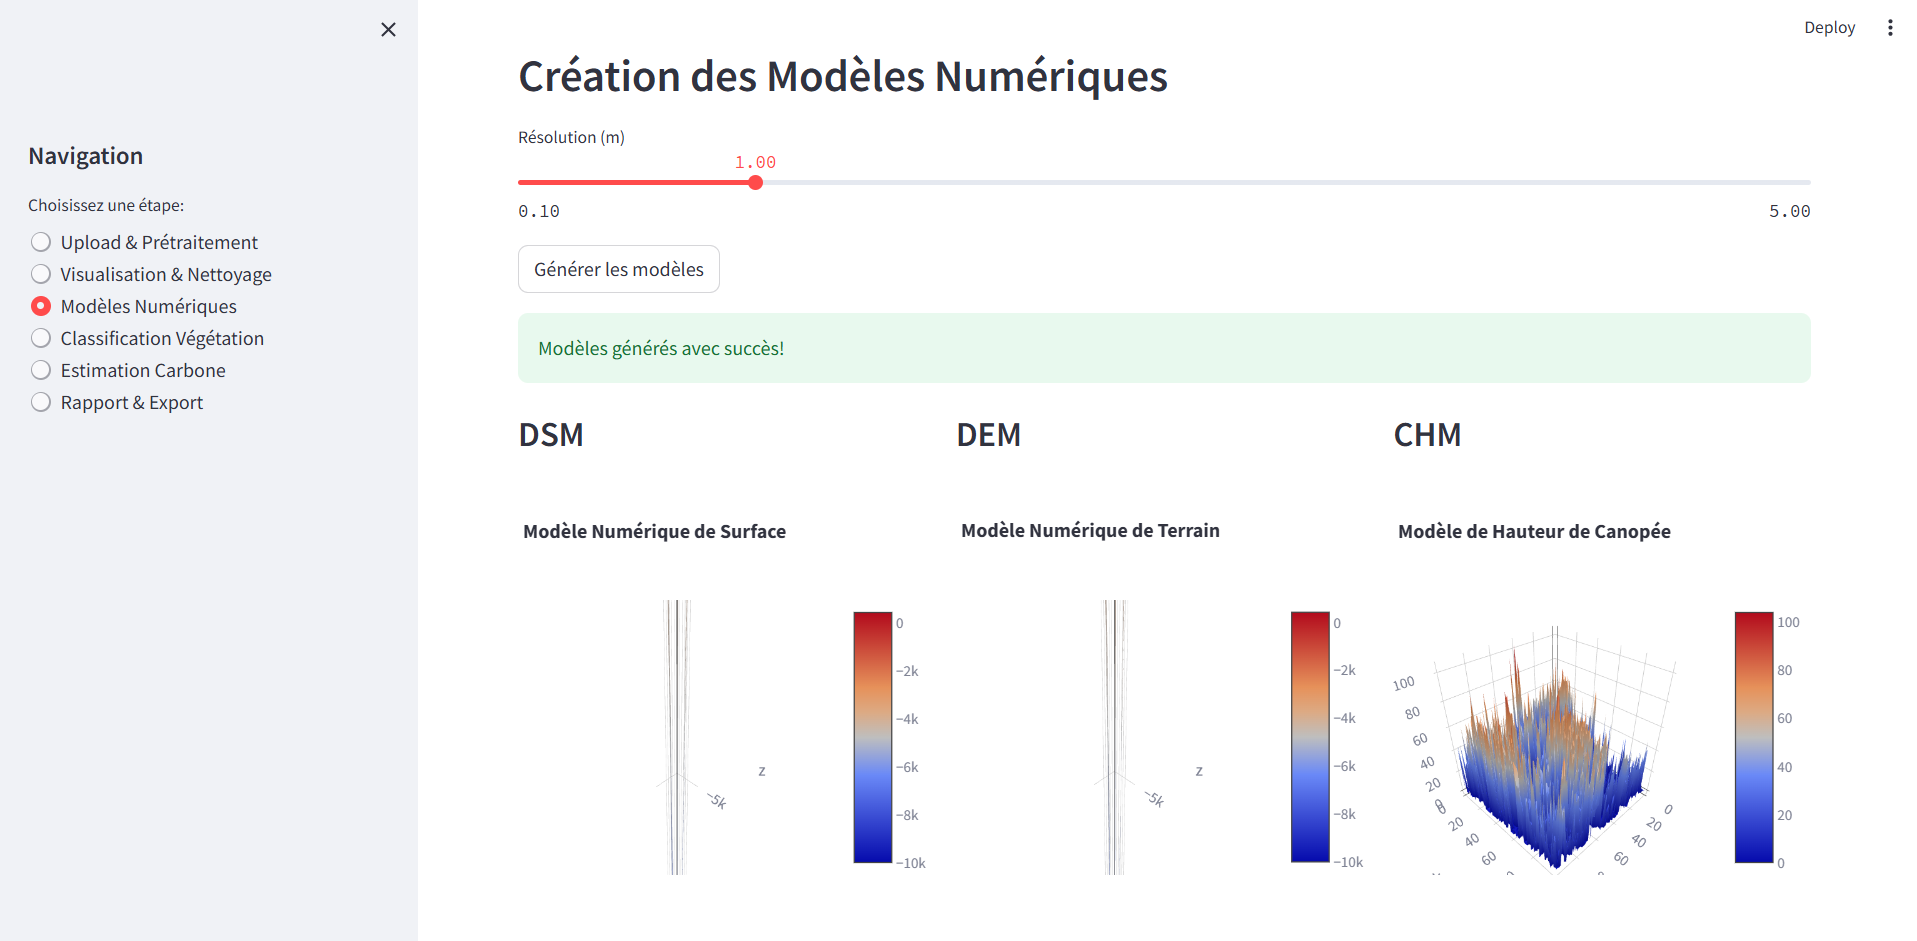 Deploy
Navigation
Choisissez une étape:
Upload & Prétraitement
Visualisation & Nettoyage
Modèles Numériques
Classification Végétation
Estimation Carbone
Rapport & Export
Création des Modèles Numériques
Résolution (m)
1.00
0.10 5.00
Générer les modèles
Modèles générés avec succès!
DSM DEM CHM
Modèle Numérique de Surface
z
−5k
0
−2k
−4k
−6k
−8k
−10k
Modèle Numérique de Terrain
z
−5k
0
−2k
−4k
−6k
−8k
−10k
Modèle de Hauteur de Canopée
100
80
60
40
20
0
0
20
40
60
0
20
40
60
100
80
60
40
20
0